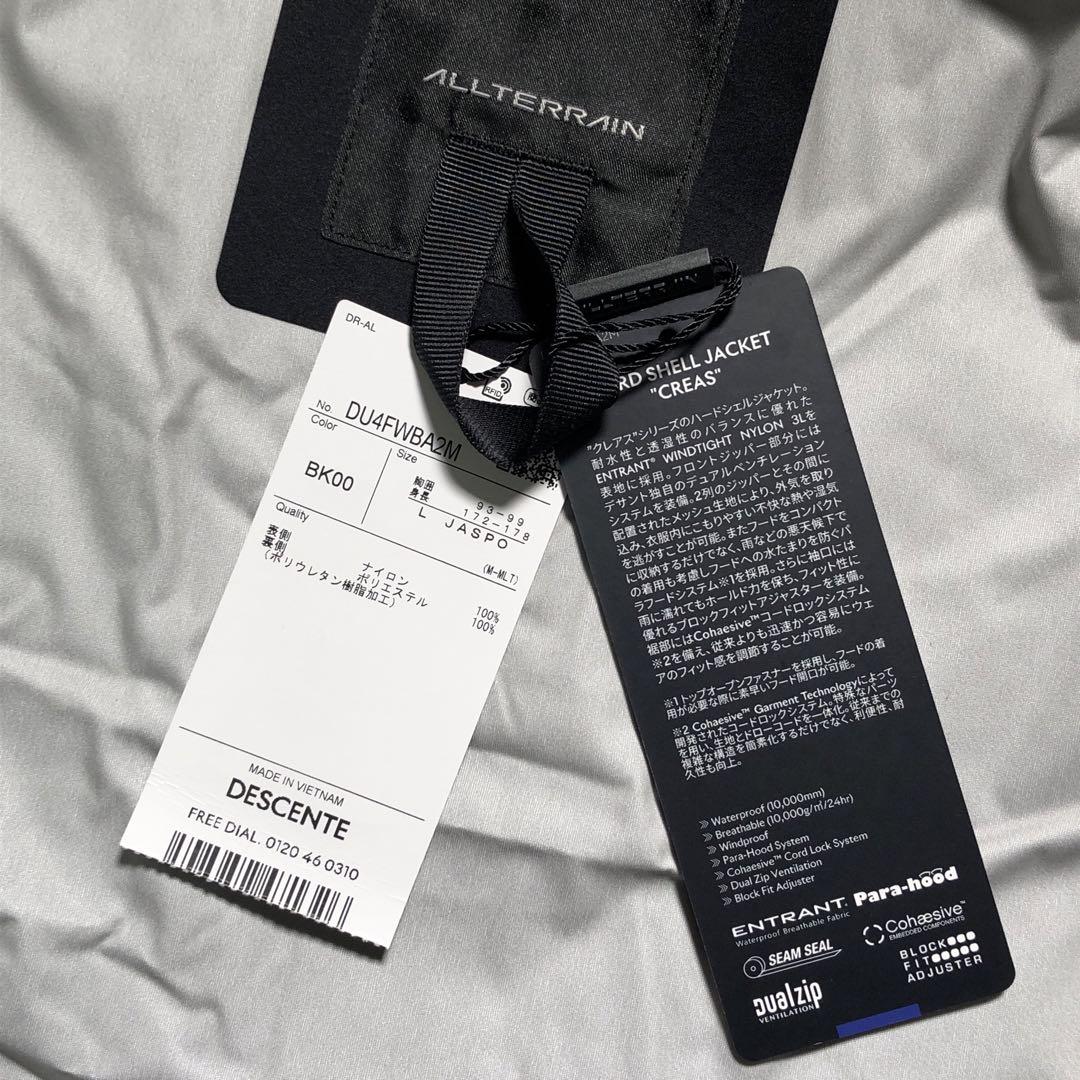 ALLTERRAIN
DR-AL
RFID
No. DU4FWBA2M
Color
Size
BK00
胸囲 93-99
身長 172-178
L JASPO
Quality
(M-MLT)
表側 ナイロン 100%
裏側 ポリエステル 100%
(ポリウレタン樹脂加工)
MADE IN VIETNAM
DESCENTE
FREE DIAL. 0120 46 0310
SHELL JACKET
"CREAS"
"クレアス"シリーズのハードシェルジャケット。
耐水性と透湿性のバランスに優れた
ENTRANT® WINDTIGHT NYLON 3Lを
表地に採用。フロントジッパー部分には
デサント独自のデュアルベンチレーション
システムを装備。2列のジッパーとその間に
配置されたメッシュ生地により、外気を取り
込み、衣服内にこもりやすい不快な熱や湿気
を逃がすことが可能。またフードをコンパクト
に収納するだけでなく、雨などの悪天候下で
の着用も考慮しフードへの水たまりを防ぐパ
ラフードシステム※1を採用。さらに袖口には
雨に濡れてもホールド力を保ち、フィット性に
優れるブロックフィットアジャスターを装備。
裾部にはCohaesive™コードロックシステム
※2を備え、従来よりも迅速かつ容易にウェ
アのフィット感を調節することが可能。
※1 トップオープンファスナーを採用し、フードの着
用が必要な際に素早いフード開口が可能。
※2 Cohaesive™ Garment Technologyによって
開発されたコードロックシステム。特殊なパーツ
を用い、生地とドローコードを一体化。従来までの
複雑な構造を簡素化するだけでなく、利便性、耐
久性も向上。
Waterproof (10,000mm)
Breathable (10,000g/㎡/24hr)
Windproof
Para-Hood System
Cohaesive™ Cord Lock System
Dual Zip Ventilation
Block Fit Adjuster
ENTRANT®
Waterproof Breathable Fabric
Para-hood
SEAM SEAL
Cohæsive™
EMBEDDED COMPONENTS
Dualzip
VENTILATION
BLOCK
FIT
ADJUSTER